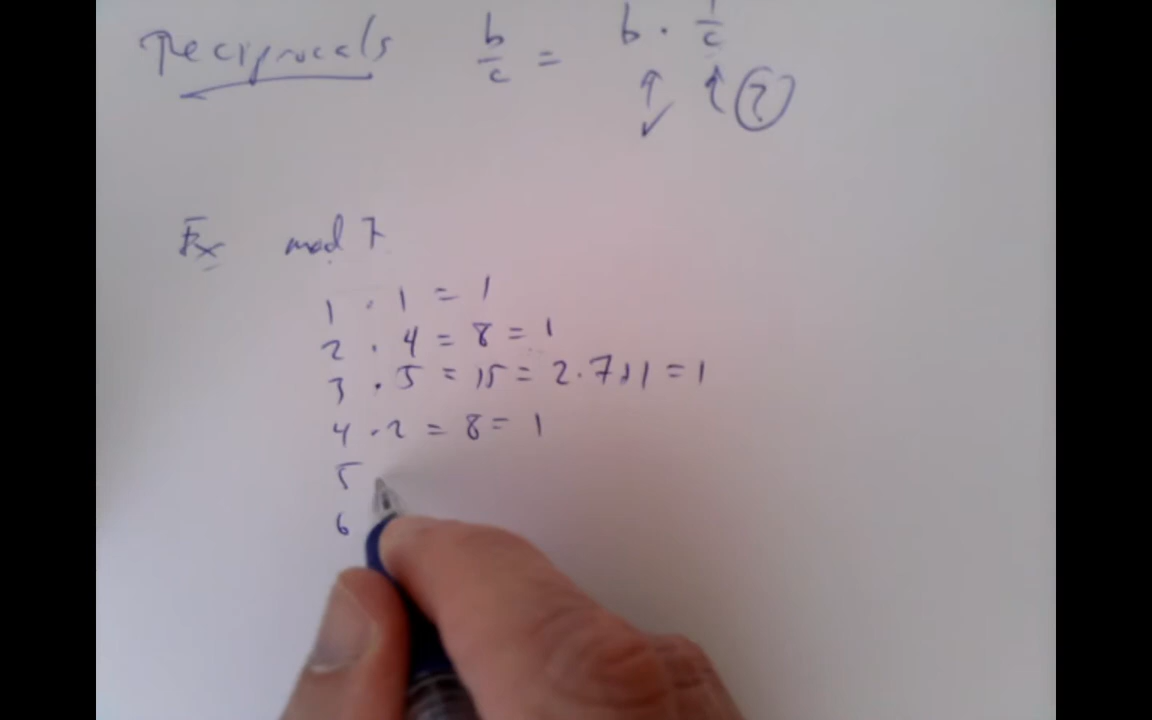 Reciprocals b/c = b · 1/c
↑ ↑ ?
✓
Ex mod 7
1 · 1 = 1
2 · 4 = 8 = 1
3 · 5 = 15 = 2·7+1 = 1
4 · 2 = 8 = 1
5
6